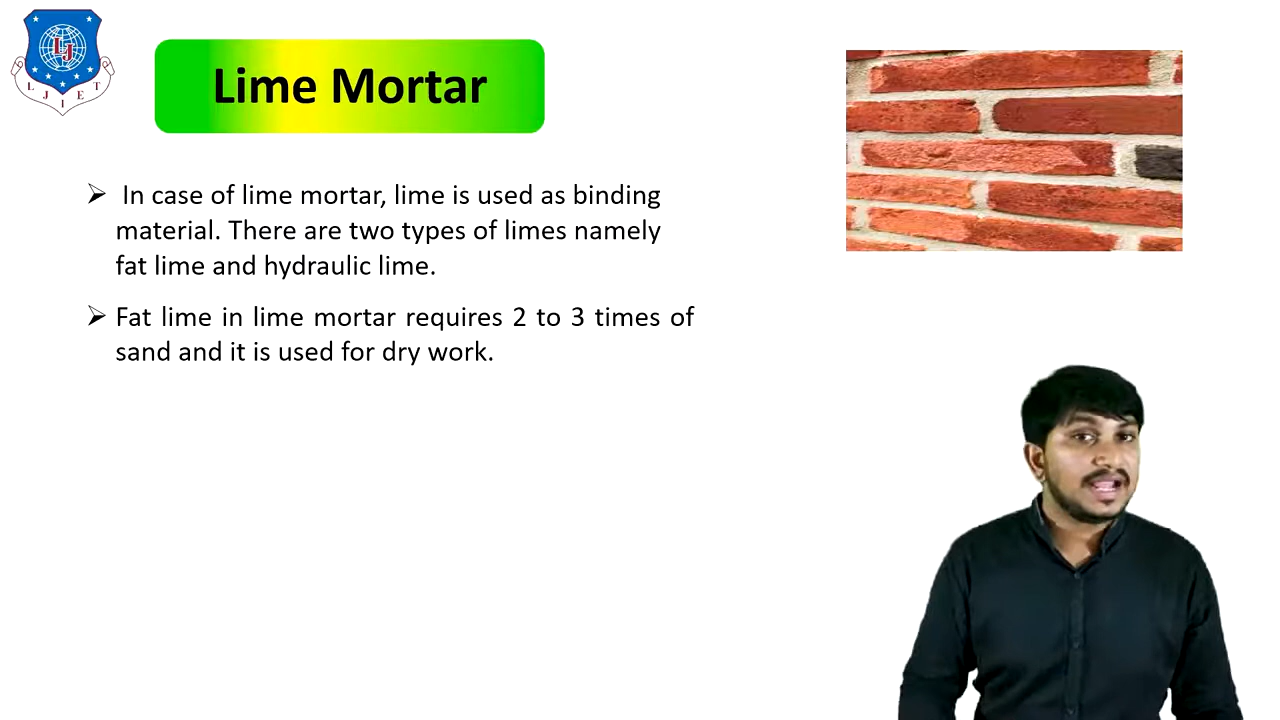 LJ
LJIET
Lime Mortar
➢ In case of lime mortar, lime is used as binding
material. There are two types of limes namely
fat lime and hydraulic lime.
➢ Fat lime in lime mortar requires 2 to 3 times of
sand and it is used for dry work.